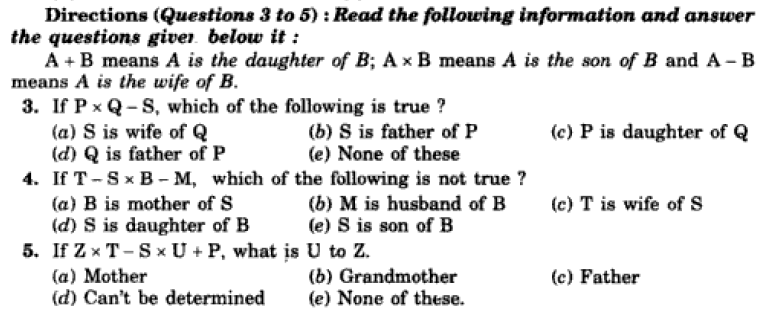 Directions (Questions 3 to 5) : Read the following information and answer
the questions given below it :
A + B means A is the daughter of B; A × B means A is the son of B and A – B
means A is the wife of B.
3. If P × Q – S, which of the following is true ?
(a) S is wife of Q (b) S is father of P (c) P is daughter of Q
(d) Q is father of P (e) None of these
4. If T – S × B – M, which of the following is not true ?
(a) B is mother of S (b) M is husband of B (c) T is wife of S
(d) S is daughter of B (e) S is son of B
5. If Z × T – S × U + P, what is U to Z.
(a) Mother (b) Grandmother (c) Father
(d) Can't be determined (e) None of these.